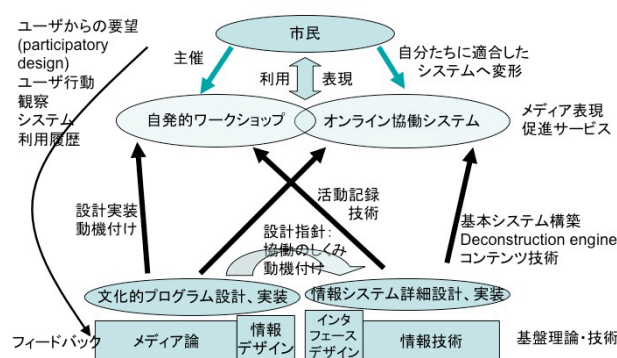 ユーザからの要望
(participatory
design)
ユーザ行動
観察
システム
利用履歴
市民
主催
利用
表現
自分たちに適合した
システムへ変形
自発的ワークショップ
オンライン協働システム
メディア表現
促進サービス
設計実装
動機付け
活動記録
技術
設計指針:
協働のしくみ
動機付け
基本システム構築
Deconstruction engine
コンテンツ技術
文化的プログラム設計、実装
情報システム詳細設計、実装
フィードバック
メディア論
情報
デザイン
インタ
フェース
デザイン
情報技術
基盤理論・技術